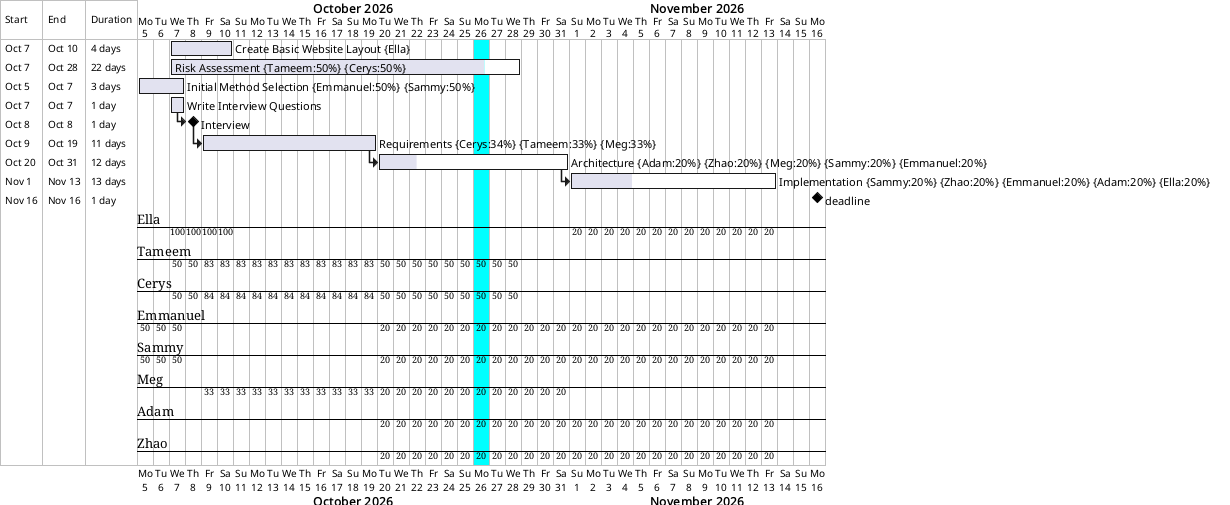 October 2026 November 2026
Start End Duration Mo Tu We Th Fr Sa Su Mo Tu We Th Fr Sa Su Mo Tu We Th Fr Sa Su Mo Tu We Th Fr Sa Su Mo Tu We Th Fr Sa Su Mo Tu We Th Fr Sa Su Mo
5 6 7 8 9 10 11 12 13 14 15 16 17 18 19 20 21 22 23 24 25 26 27 28 29 30 31 1 2 3 4 5 6 7 8 9 10 11 12 13 14 15 16
Oct 7 Oct 10 4 days Create Basic Website Layout {Ella}
Oct 7 Oct 28 22 days Risk Assessment {Tameem:50%} {Cerys:50%}
Oct 5 Oct 7 3 days Initial Method Selection {Emmanuel:50%} {Sammy:50%}
Oct 7 Oct 7 1 day Write Interview Questions
Oct 8 Oct 8 1 day Interview
Oct 9 Oct 19 11 days Requirements {Cerys:34%} {Tameem:33%} {Meg:33%}
Oct 20 Oct 31 12 days Architecture {Adam:20%} {Zhao:20%} {Meg:20%} {Sammy:20%} {Emmanuel:20%}
Nov 1 Nov 13 13 days Implementation {Sammy:20%} {Zhao:20%} {Emmanuel:20%} {Adam:20%} {Ella:20%}
Nov 16 Nov 16 1 day deadline
Ella
100 100 100 100 20 20 20 20 20 20 20 20 20 20 20 20 20
Tameem
50 50 83 83 83 83 83 83 83 83 83 83 83 50 50 50 50 50 50 50 50 50
Cerys
50 50 84 84 84 84 84 84 84 84 84 84 84 50 50 50 50 50 50 50 50 50
Emmanuel
50 50 50 20 20 20 20 20 20 20 20 20 20 20 20 20 20 20 20 20 20 20 20 20 20 20 20 20
Sammy
50 50 50 20 20 20 20 20 20 20 20 20 20 20 20 20 20 20 20 20 20 20 20 20 20 20 20 20
Meg
33 33 33 33 33 33 33 33 33 33 33 20 20 20 20 20 20 20 20 20 20 20 20
Adam
20 20 20 20 20 20 20 20 20 20 20 20 20 20 20 20 20 20 20 20 20 20 20 20 20
Zhao
20 20 20 20 20 20 20 20 20 20 20 20 20 20 20 20 20 20 20 20 20 20 20 20 20
Mo Tu We Th Fr Sa Su Mo Tu We Th Fr Sa Su Mo Tu We Th Fr Sa Su Mo Tu We Th Fr Sa Su Mo Tu We Th Fr Sa Su Mo Tu We Th Fr Sa Su Mo
5 6 7 8 9 10 11 12 13 14 15 16 17 18 19 20 21 22 23 24 25 26 27 28 29 30 31 1 2 3 4 5 6 7 8 9 10 11 12 13 14 15 16
October 2026 November 2026